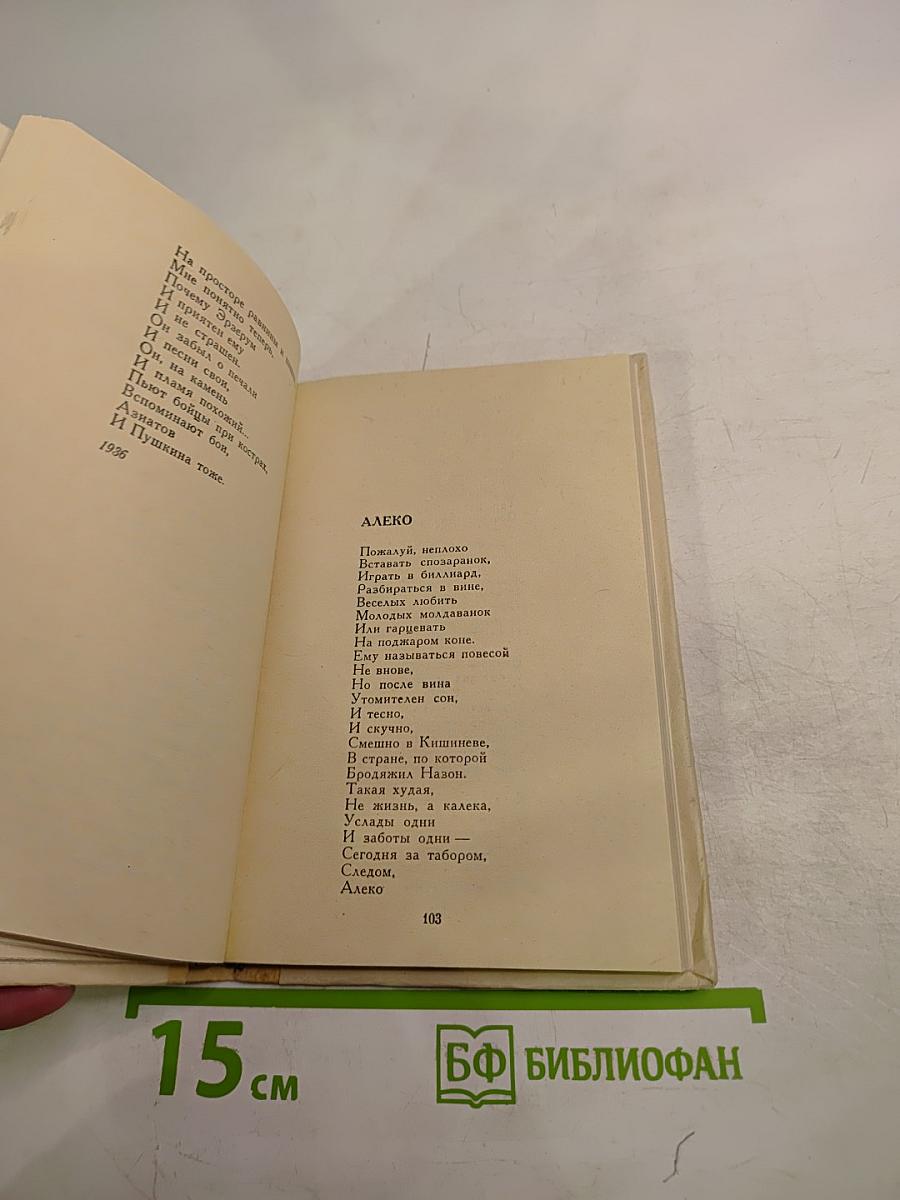 На просторе равнины и
Мне понятно теперь,
Почему Эрзерум
И приятен ему
И не страшен.
Он забыл о печали
И песни свои,
Он, на камень
И пламя похожий...
Пьют бойцы при кострах,
Вспоминают бои,
Азиатов
И Пушкина тоже.
1936
АЛЕКО
Пожалуй, неплохо
Вставать спозаранок,
Играть в биллиард,
Разбираться в вине,
Веселых любить
Молодых молдаванок
Или гарцевать
На поджаром коне.
Ему называться повесой
Не внове,
Но после вина
Утомителен сон,
И тесно,
И скучно,
Смешно в Кишиневе,
В стране, по которой
Бродяжил Назон.
Такая худая,
Не жизнь, а калека,
Услады одни
И заботы одни —
Сегодня за табором,
Следом,
Алеко
103
15 см
БФ БИБЛИОФАН